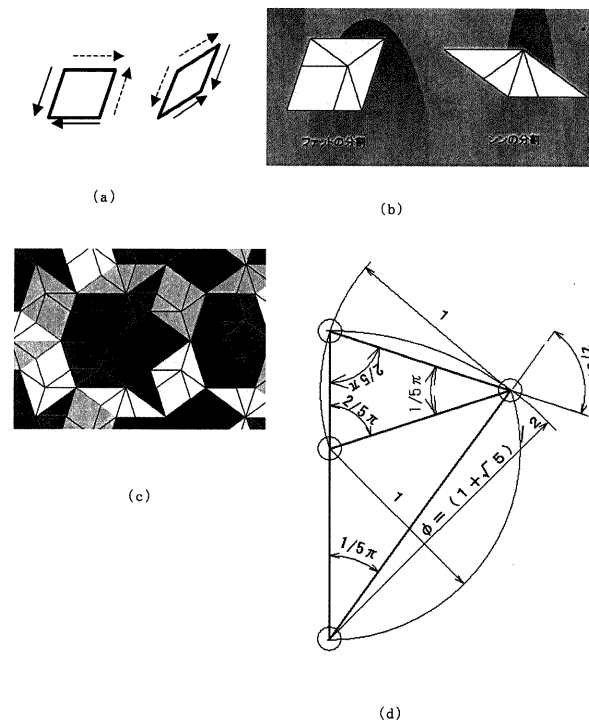 (a)
ファットの分割
シンの分割
(b)
(c)
1
2/5π
2/5π
1/5π
1
1/5π
φ=(1+√5)
2
(d)